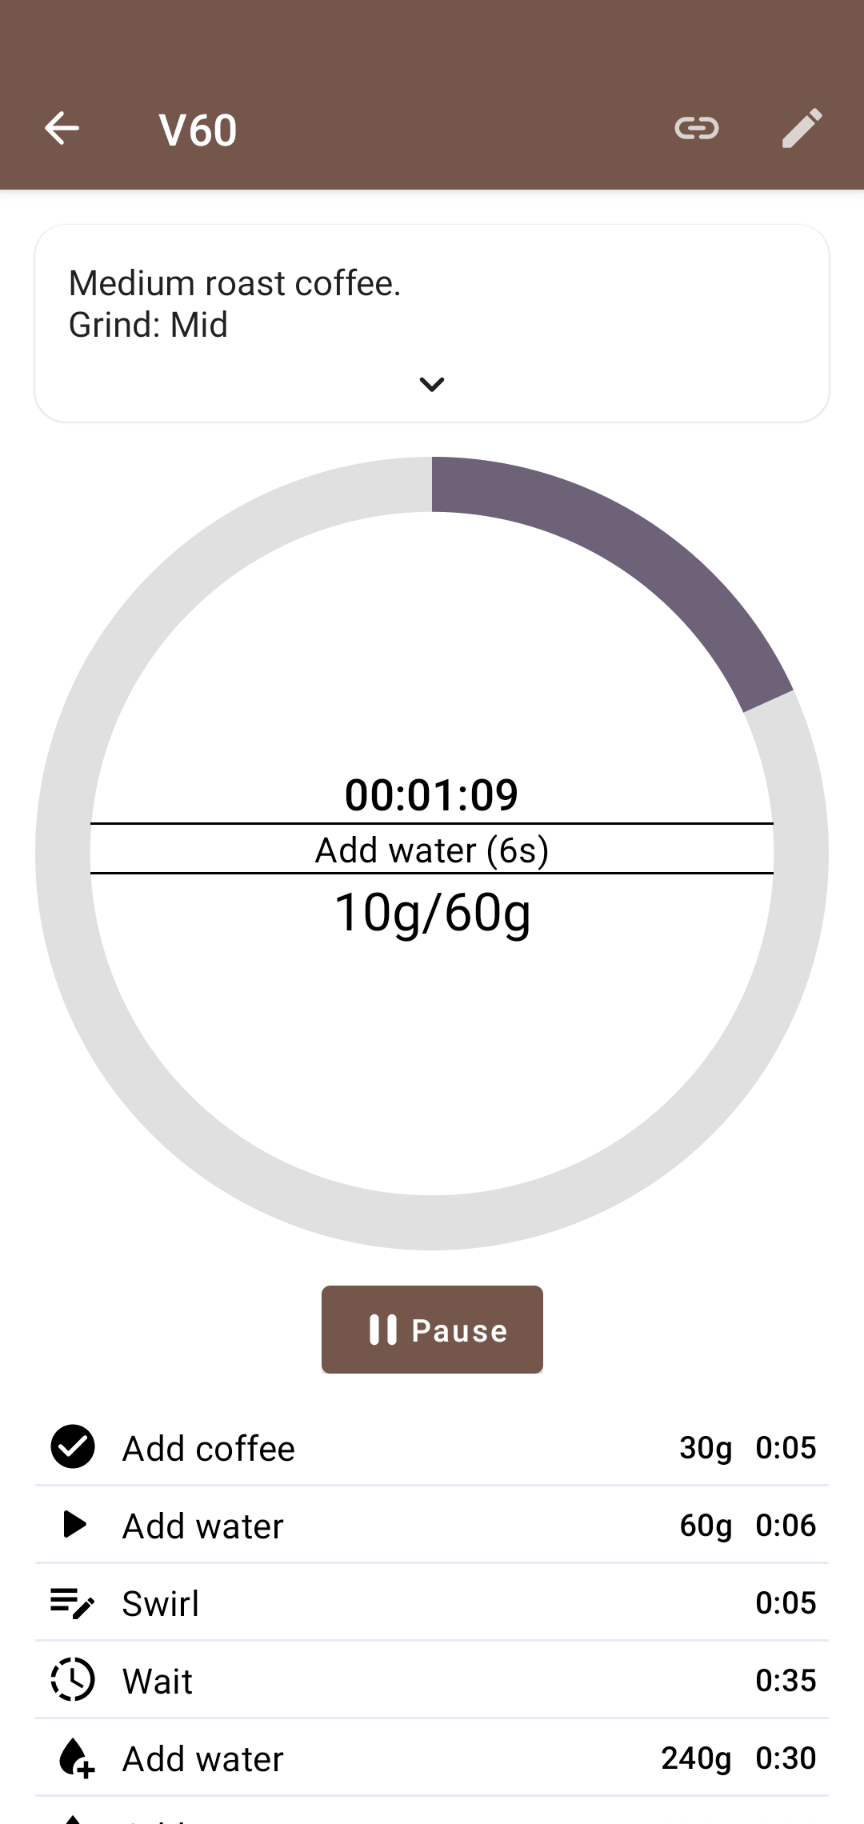 V60
Medium roast coffee.
Grind: Mid
00:01:09
Add water (6s)
10g/60g
Pause
Add coffee 30g 0:05
Add water 60g 0:06
Swirl 0:05
Wait 0:35
Add water 240g 0:30